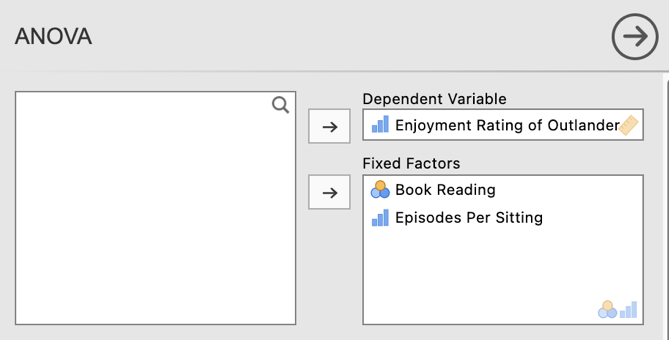 ANOVA
Dependent Variable
Enjoyment Rating of Outlander
Fixed Factors
Book Reading
Episodes Per Sitting